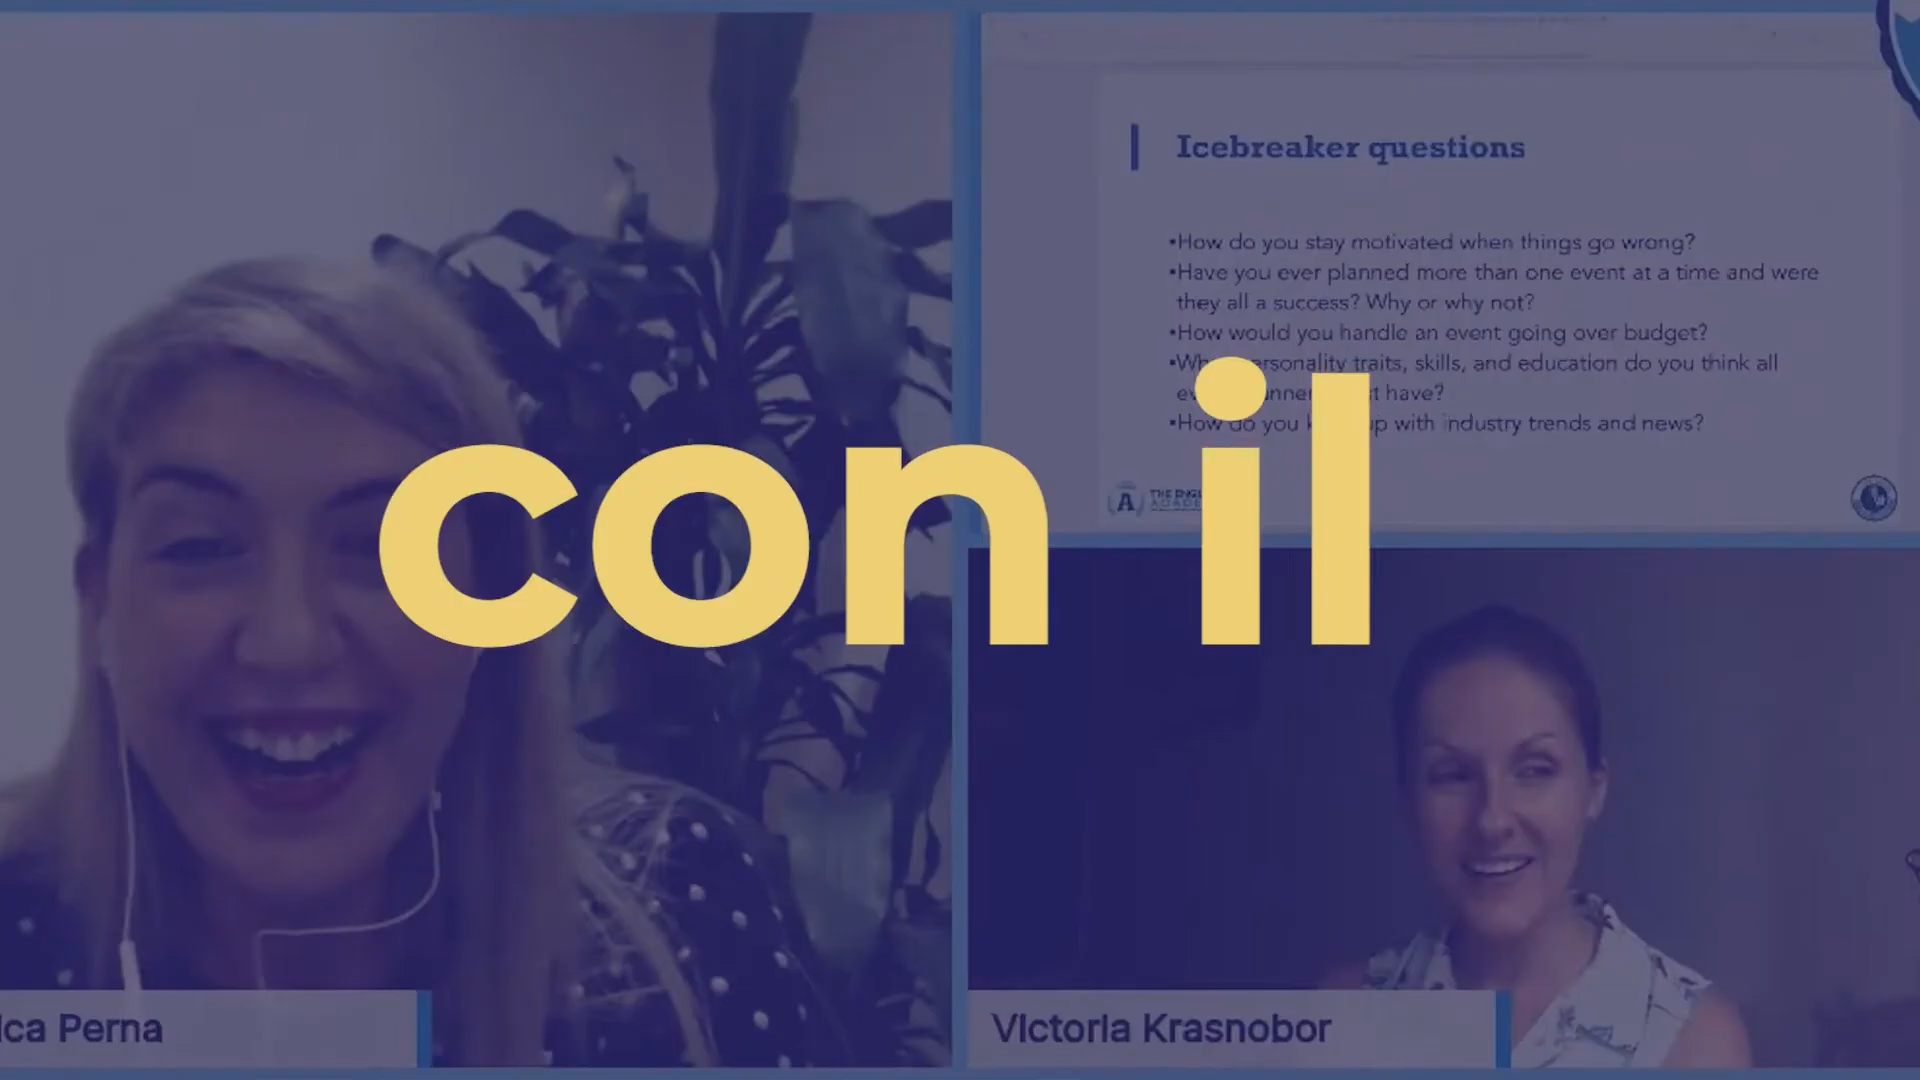 Icebreaker questions
•How do you stay motivated when things go wrong?
•Have you ever planned more than one event at a time and were
they all a success? Why or why not?
•How would you handle an event going over budget?
traits, skills, and education do you think all
have?
•How do you up with industry trends and news?
con il
A
Perna
Victoria Krasnobor